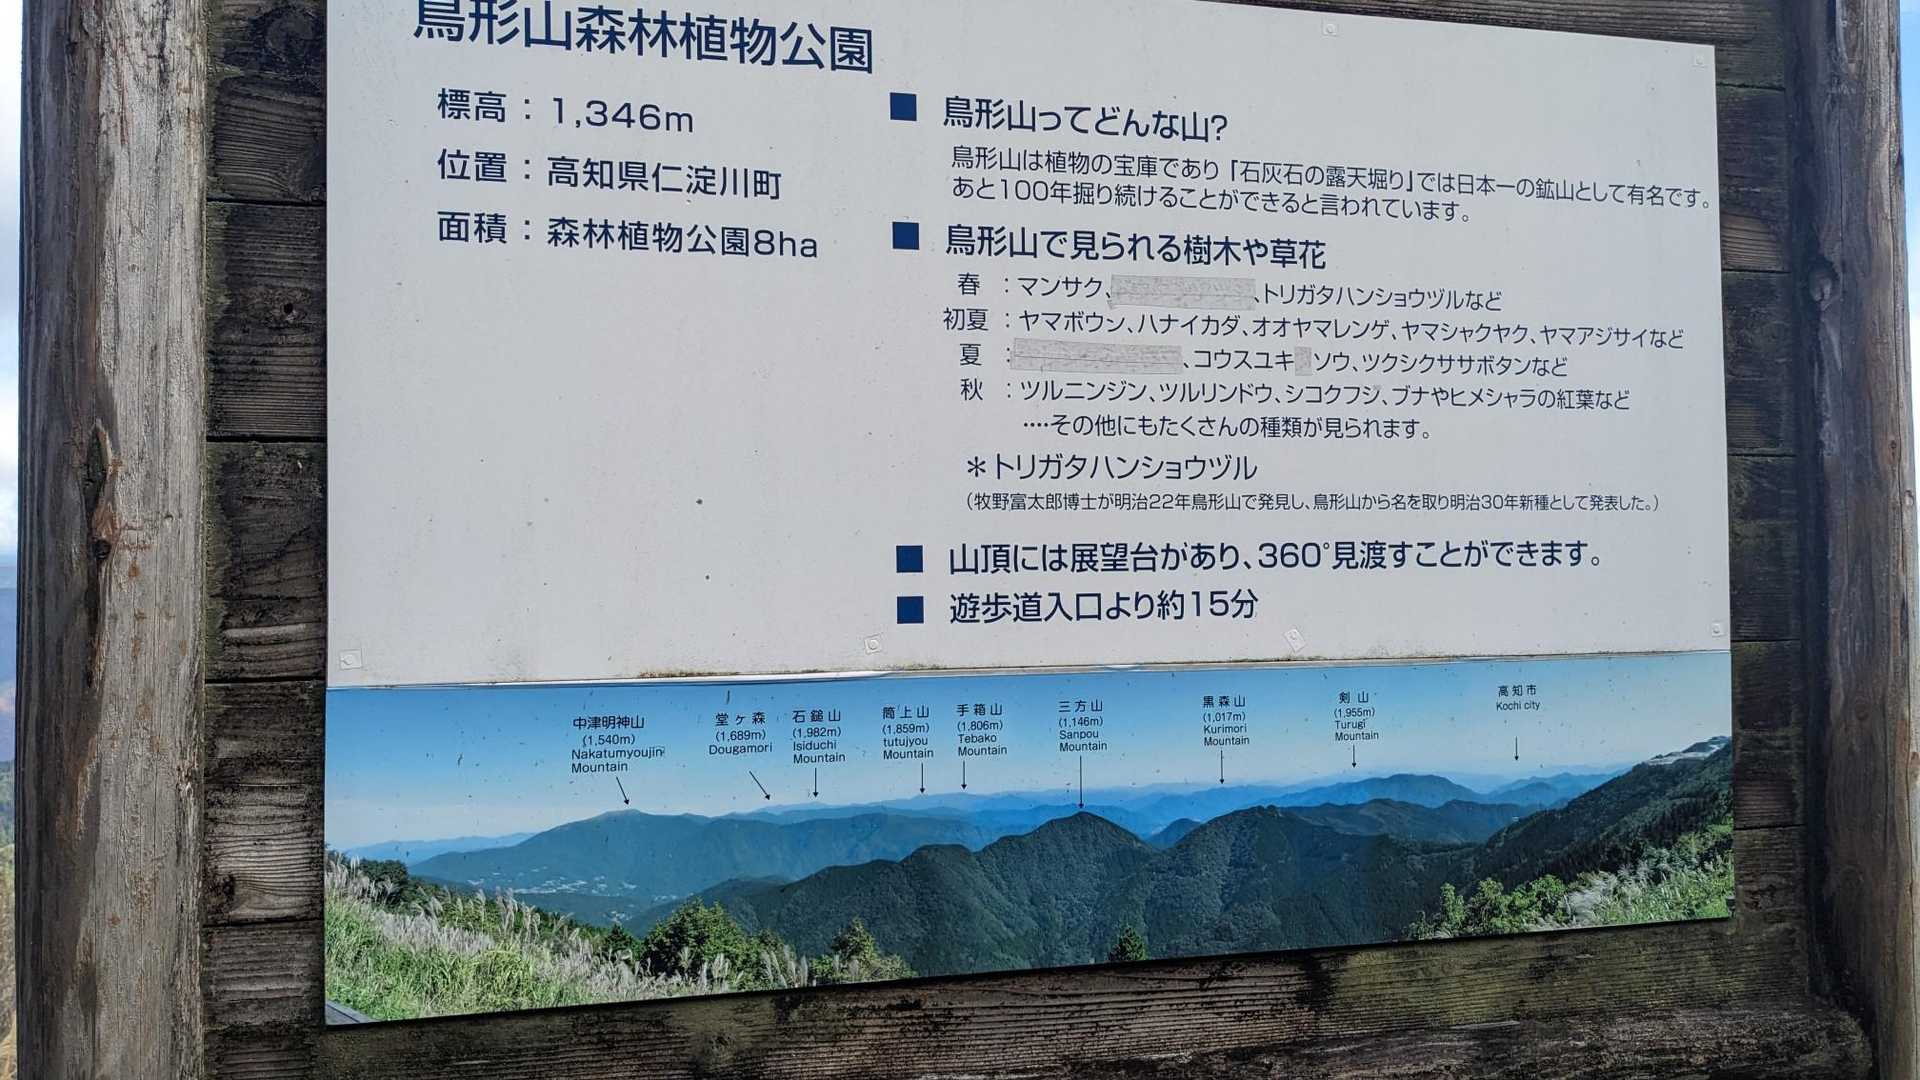 鳥形山森林植物公園
標高：1,346m
位置：高知県仁淀川町
面積：森林植物公園8ha
■ 鳥形山ってどんな山?
鳥形山は植物の宝庫であり「石灰石の露天堀り」では日本一の鉱山として有名です。
あと100年掘り続けることができると言われています。
■ 鳥形山で見られる樹木や草花
春：マンサク、 、トリガタハンショウヅルなど
初夏：ヤマボウシ、ハナイカダ、オオヤマレンゲ、ヤマシャクヤク、ヤマアジサイなど
夏： 、コウスユキ ソウ、ツクシクササボタンなど
秋：ツルニンジン、ツルリンドウ、シコクフジ、ブナやヒメシャラの紅葉など
‥‥その他にもたくさんの種類が見られます。
＊トリガタハンショウヅル
（牧野富太郎博士が明治22年鳥形山で発見し、鳥形山から名を取り明治30年新種として発表した。）
■ 山頂には展望台があり、360°見渡すことができます。
■ 遊歩道入口より約15分
中津明神山
(1,540m)
Nakatumyoujin
Mountain
堂ヶ森
(1,689m)
Dougamori
石鎚山
(1,982m)
Isiduchi
Mountain
筒上山
(1,859m)
tutujyou
Mountain
手箱山
(1,806m)
Tebako
Mountain
三方山
(1,146m)
Sanpou
Mountain
黒森山
(1,017m)
Kurimori
Mountain
剣山
(1,955m)
Turugi
Mountain
高知市
Kochi city